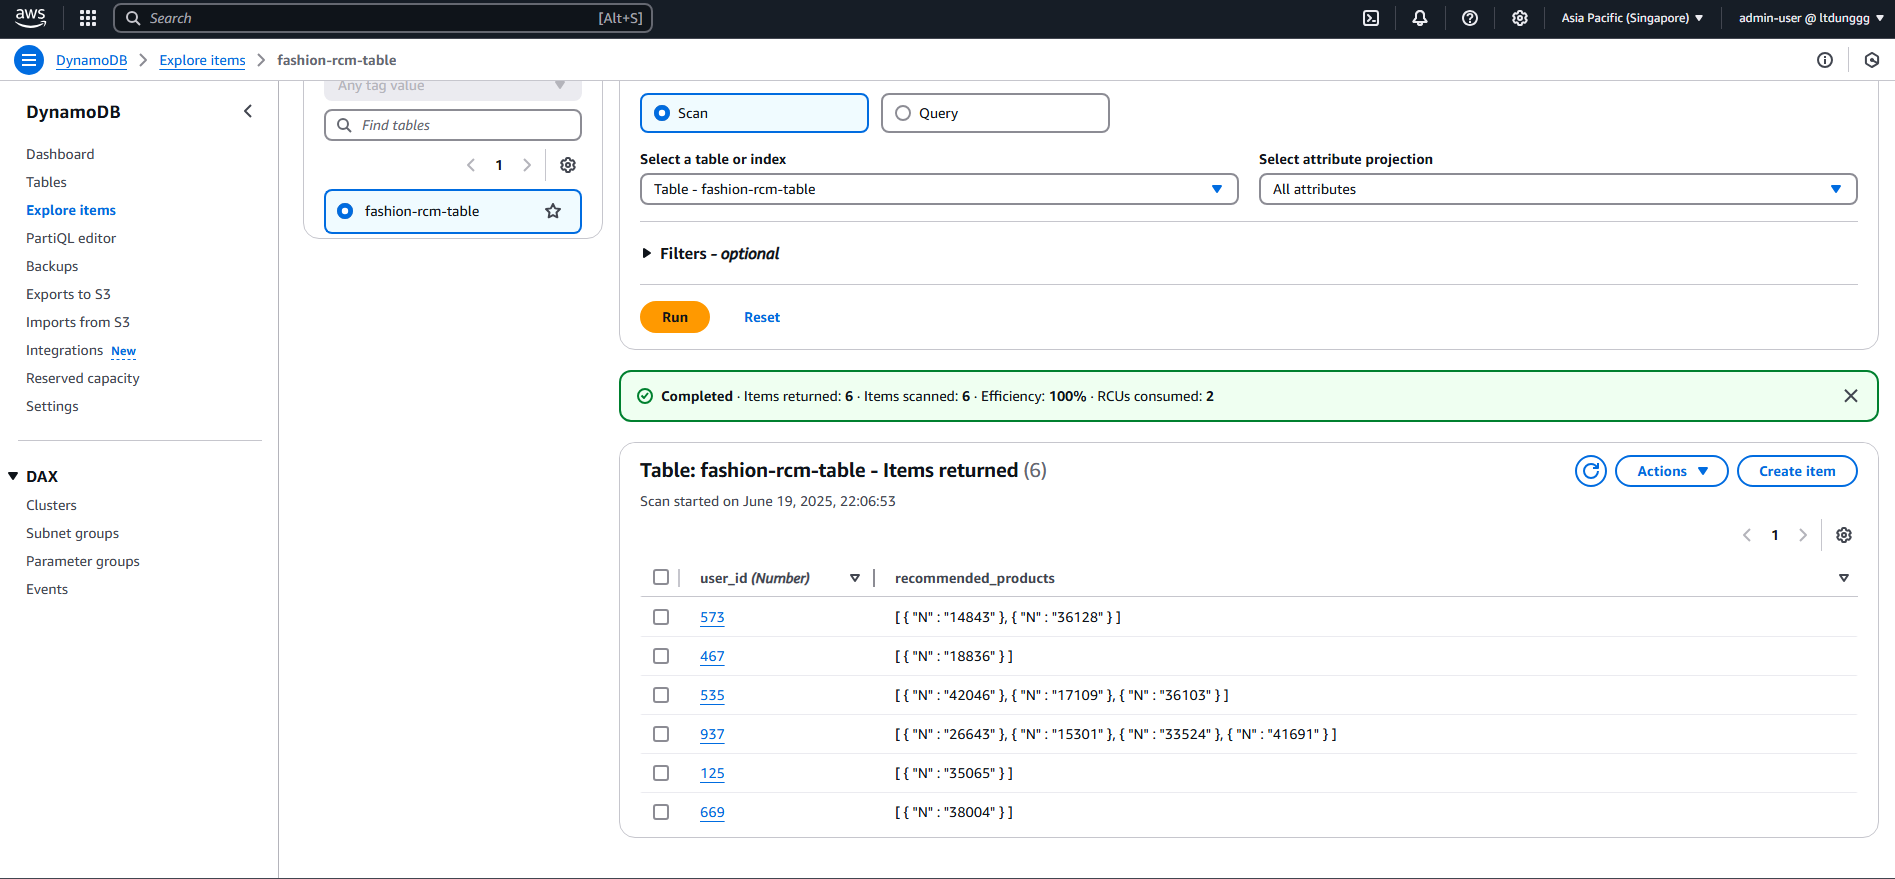 aws
Search [Alt+S]
Asia Pacific (Singapore)
admin-user @ ltdunggg
DynamoDB
Explore items
fashion-rcm-table
DynamoDB
Dashboard
Tables
Explore items
PartiQL editor
Backups
Exports to S3
Imports from S3
Integrations New
Reserved capacity
Settings
DAX
Clusters
Subnet groups
Parameter groups
Events
Any tag value
Find tables
1
fashion-rcm-table
Scan
Query
Select a table or index
Table - fashion-rcm-table
Select attribute projection
All attributes
Filters - optional
Run
Reset
Completed · Items returned: 6 · Items scanned: 6 · Efficiency: 100% · RCUs consumed: 2
Table: fashion-rcm-table - Items returned (6)
Scan started on June 19, 2025, 22:06:53
Actions
Create item
1
user_id (Number) recommended_products
573 [ { "N" : "14843" }, { "N" : "36128" } ]
467 [ { "N" : "18836" } ]
535 [ { "N" : "42046" }, { "N" : "17109" }, { "N" : "36103" } ]
937 [ { "N" : "26643" }, { "N" : "15301" }, { "N" : "33524" }, { "N" : "41691" } ]
125 [ { "N" : "35065" } ]
669 [ { "N" : "38004" } ]